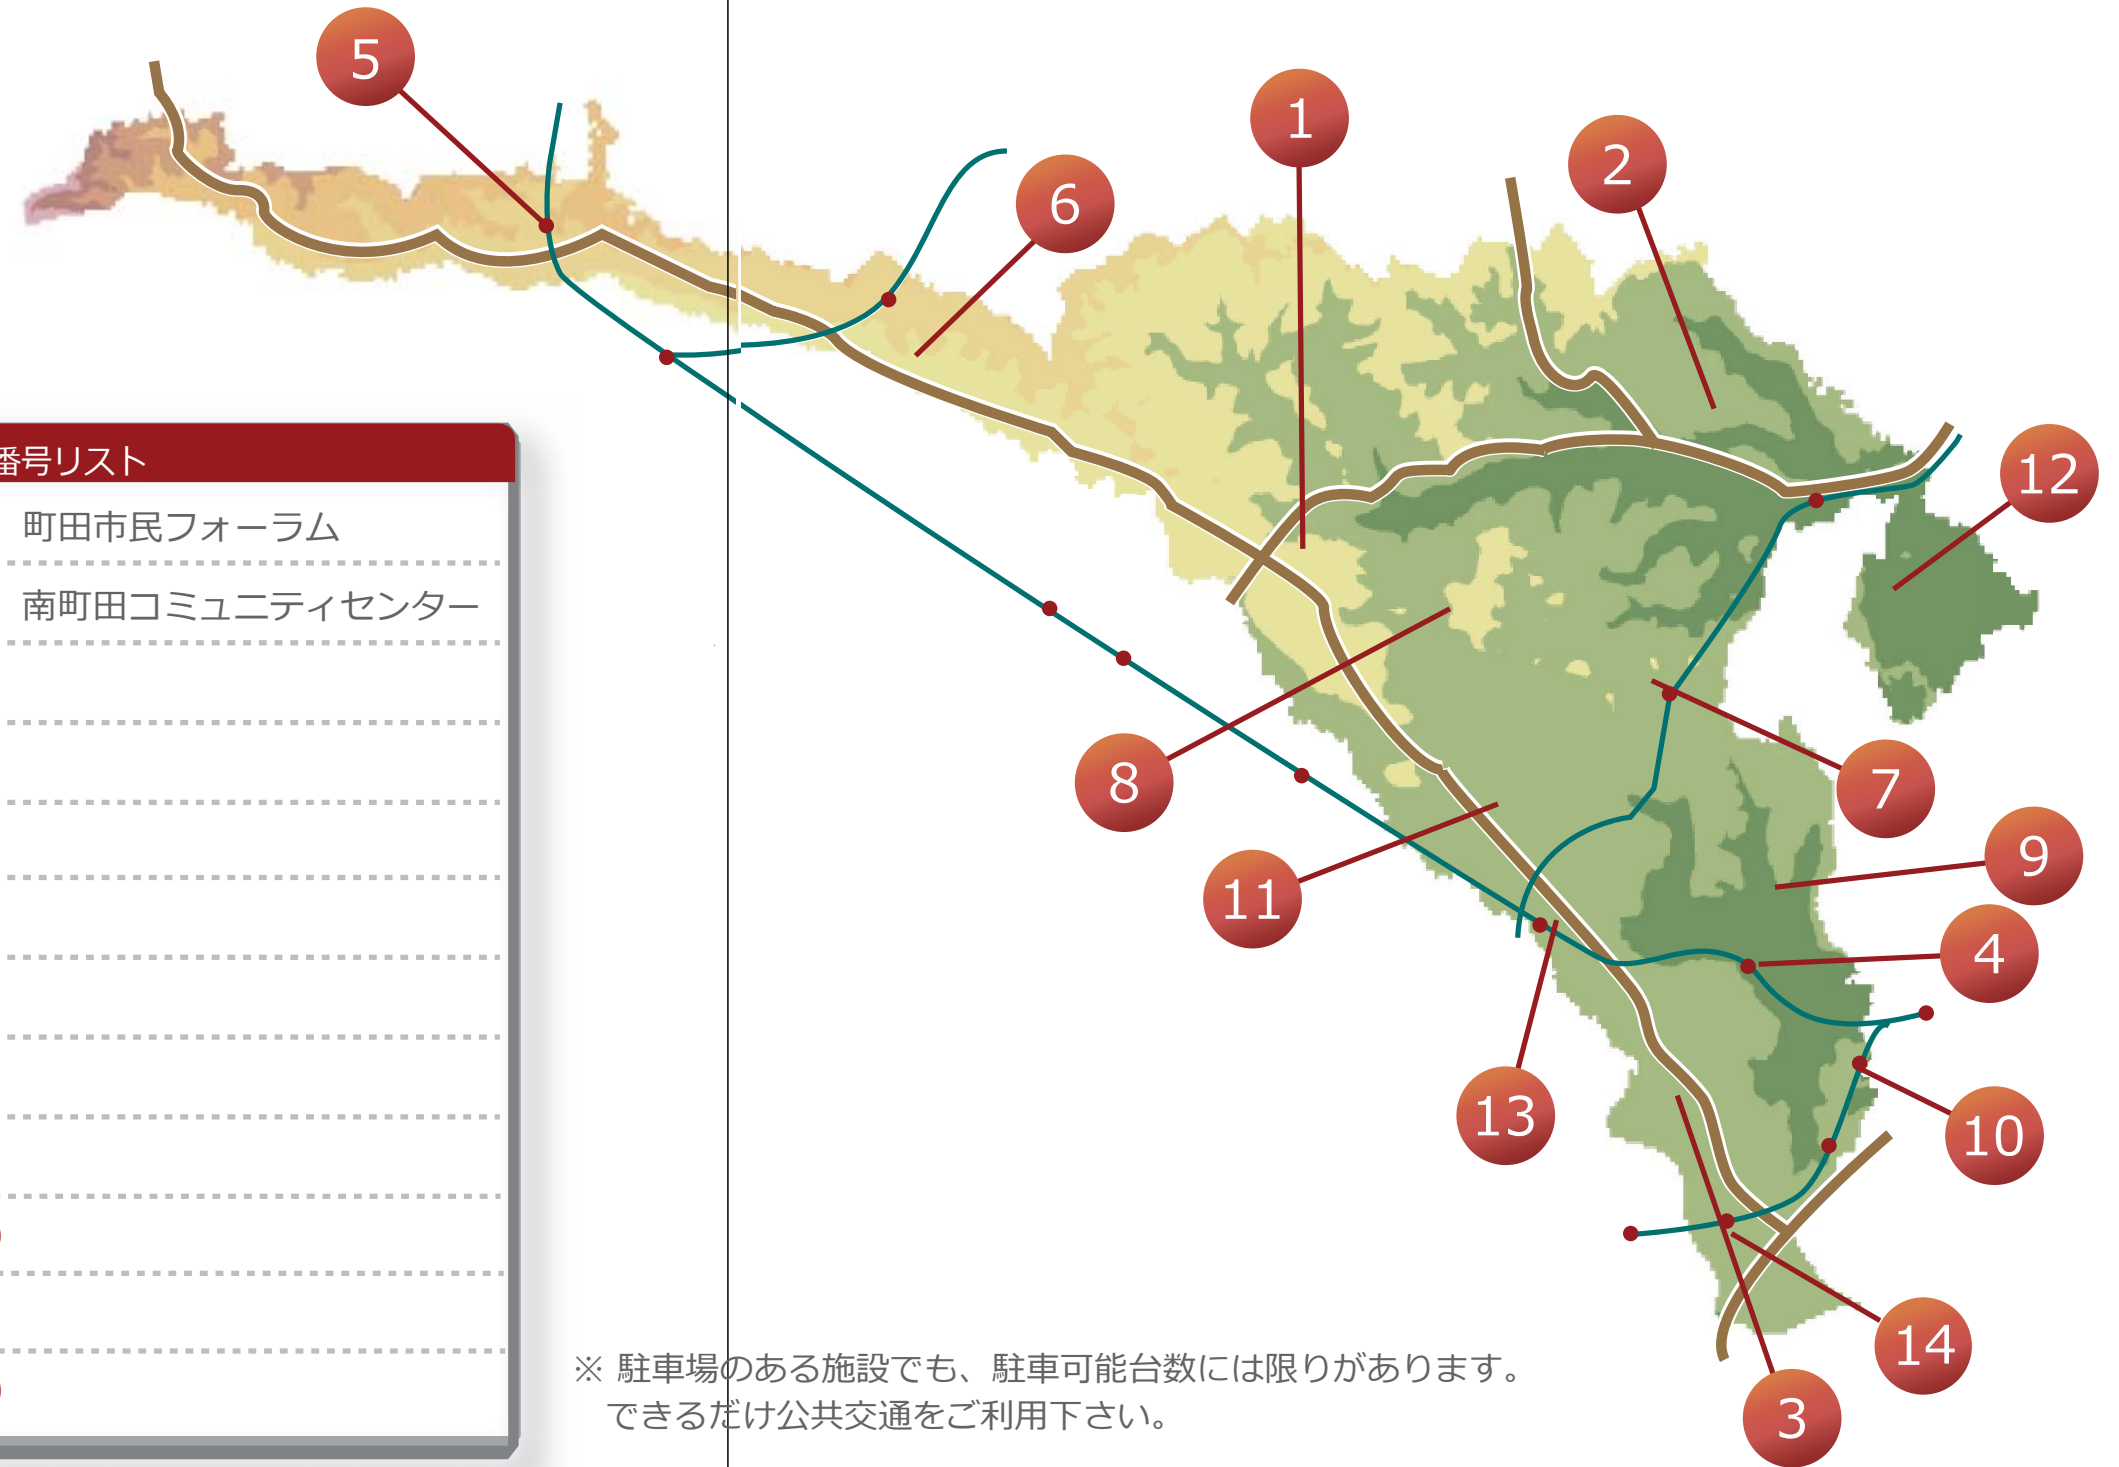 5
1
2
6
番号リスト
町田市民フォーラム
南町田コミュニティセンター
12
8
7
11
9
4
13
10
14
3
※ 駐車場のある施設でも、駐車可能台数には限りがあります。
できるだけ公共交通をご利用下さい。